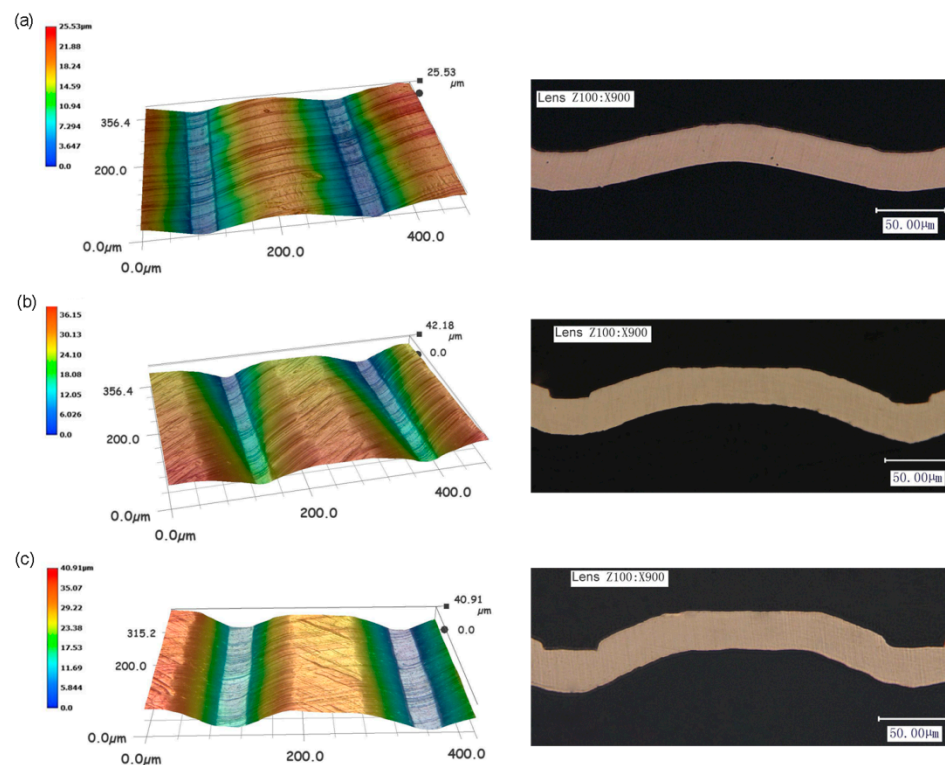 (a)
25.53µm
21.88
18.24
14.59
10.94
7.294
3.647
0.0
25.53
µm
356.4
200.0
0.0µm
0.0µm
200.0
400.0
Lens Z100:X900
50.00µm
(b)
36.15
30.13
24.10
18.08
12.05
6.026
0.0
42.18
µm
0.0
356.4
200.0
0.0µm
0.0µm
200.0
400.0
Lens Z100:X900
50.00µm
(c)
40.91µm
35.07
29.22
23.38
17.53
11.69
5.844
0.0
40.91
µm
0.0
315.2
200.0
0.0µm
0.0µm
200.0
400.0
Lens Z100:X900
50.00µm